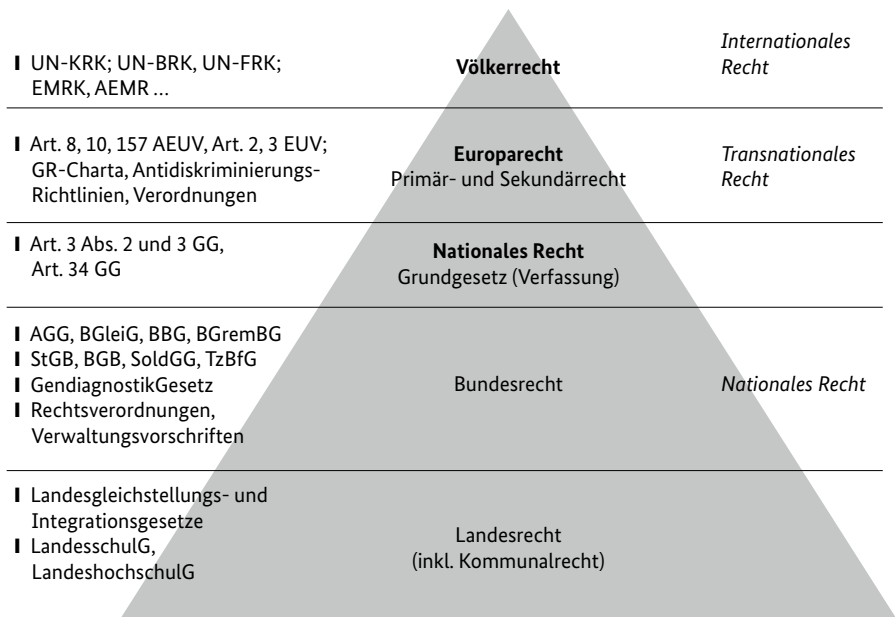 ❙ UN-KRK; UN-BRK, UN-FRK;
EMRK, AEMR ...
Völkerrecht
Internationales
Recht
❙ Art. 8, 10, 157 AEUV, Art. 2, 3 EUV;
GR-Charta, Antidiskriminierungs-
Richtlinien, Verordnungen
Europarecht
Primär- und Sekundärrecht
Transnationales
Recht
❙ Art. 3 Abs. 2 und 3 GG,
Art. 34 GG
Nationales Recht
Grundgesetz (Verfassung)
❙ AGG, BGleiG, BBG, BGremBG
❙ StGB, BGB, SoldGG, TzBfG
❙ GendiagnostikGesetz
❙ Rechtsverordnungen,
Verwaltungsvorschriften
Bundesrecht
Nationales Recht
❙ Landesgleichstellungs- und
Integrationsgesetze
❙ LandesschulG,
LandeshochschulG
Landesrecht
(inkl. Kommunalrecht)